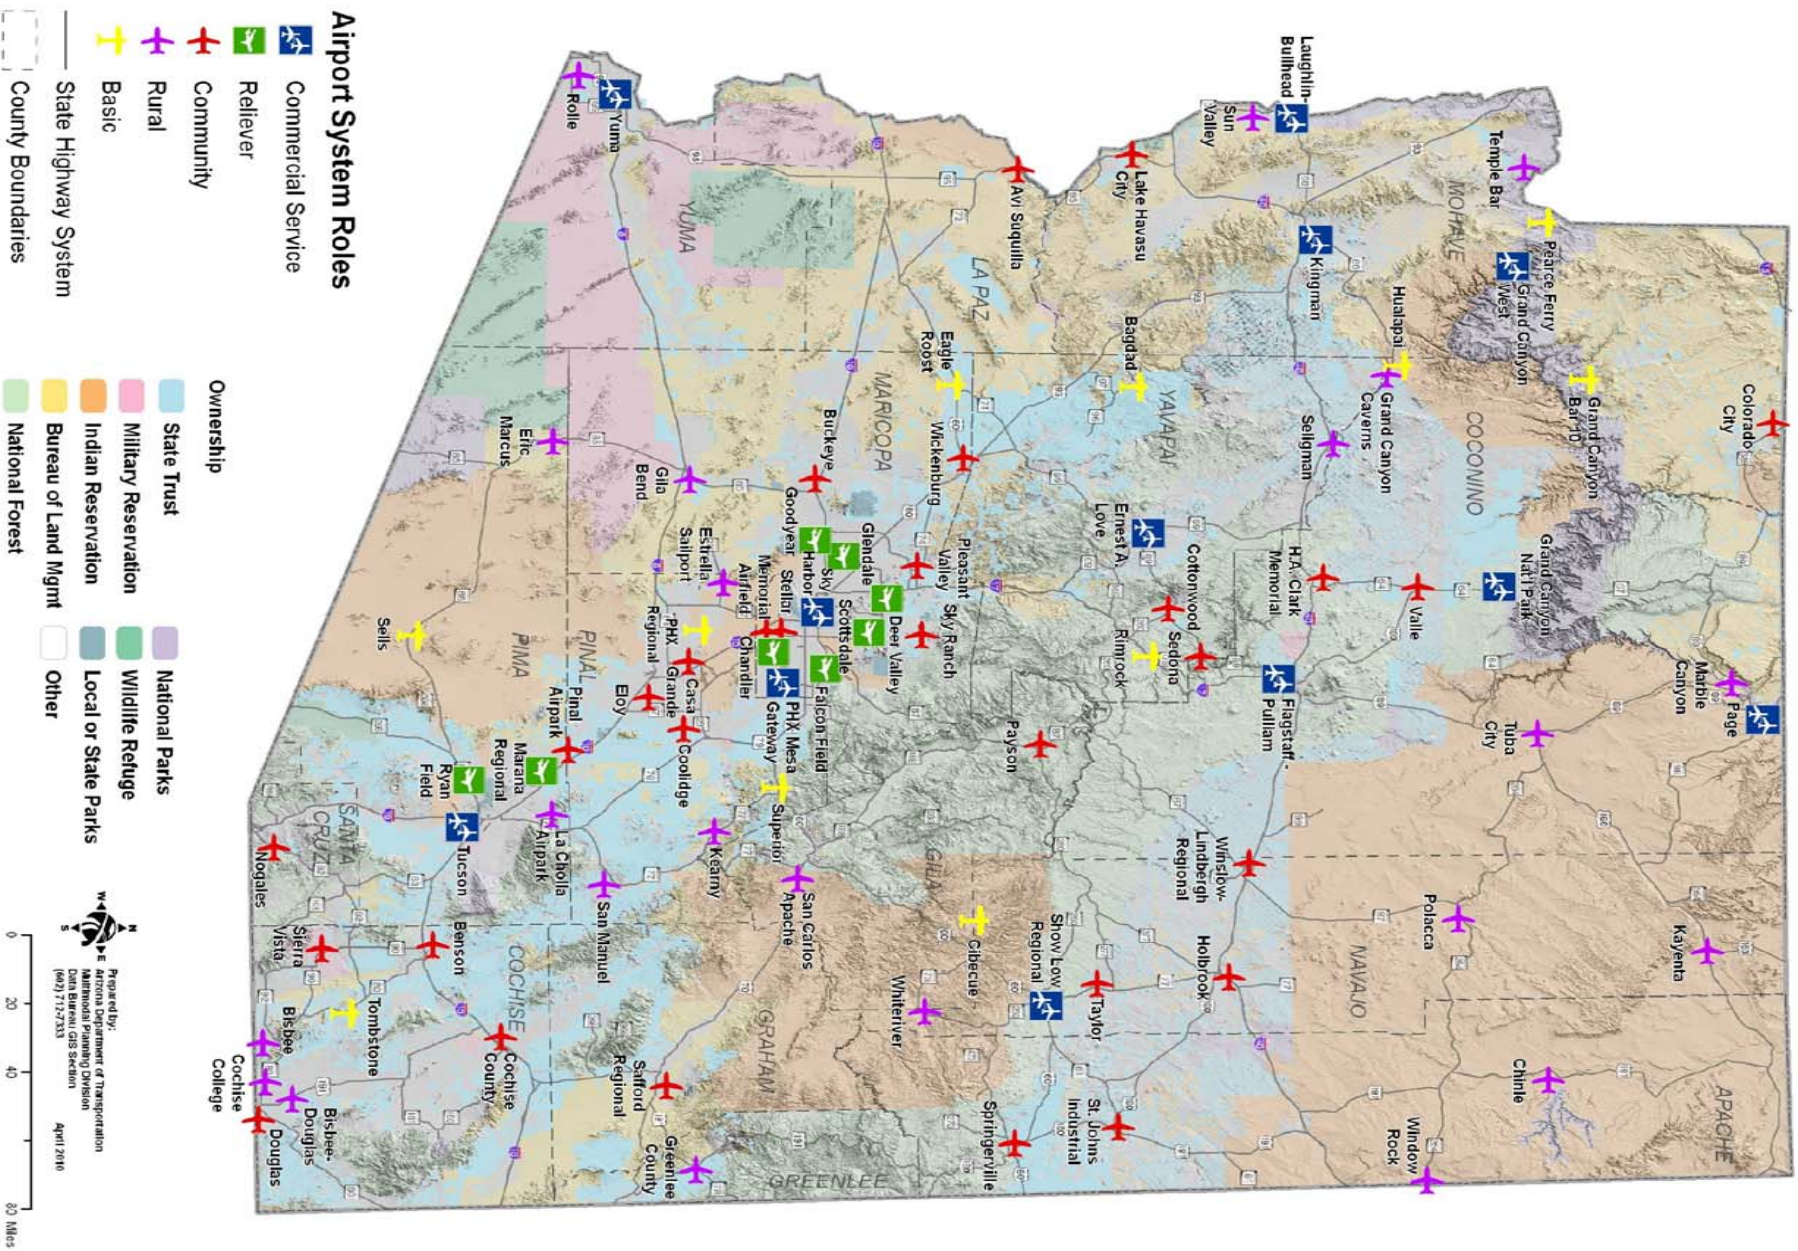 Airport System Roles
Commercial Service
Reliever
Community
Rural
Basic
State Highway System
County Boundaries
Ownership
State Trust
Military Reservation
Indian Reservation
Bureau of Land Mgmt
National Forest
National Parks
Wildlife Refuge
Local or State Parks
Other
N
W
E
S
Prepared by:
Arizona Department of Transportation
Multimodal Planning Division
Data Bureau GIS Section
(602) 712-7333
April 2010
0
20
40
80 Miles
Colorado
City
Page
Marble
Canyon
Kayenta
Grand Canyon
Bar 10
Pearce Ferry
Temple Bar
Grand Canyon
West
Grand Canyon
Nat'l Park
Tuba
City
Chinle
Polacca
Window
Rock
MOHAVE
COCONINO
NAVAJO
APACHE
Hualapai
Grand Canyon
Caverns
Valle
Laughlin-
Bullhead
Sun
Valley
Kingman
Seligman
H.A. Clark
Memorial
Flagstaff -
Pulliam
Winslow-
Lindbergh
Regional
Holbrook
Lake Havasu
City
Bagdad
YAVAPAI
Ernest A.
Love
Cottonwood
Sedona
Rimrock
Taylor
St. Johns
Industrial
Avi Suquilla
LA PAZ
Eagle
Roost
Wickenburg
Payson
Show Low
Regional
Springerville
Cibecue
Whiteriver
GILA
MARICOPA
Pleasant
Valley
Sky Ranch
Buckeye
Goodyear
Glendale
Deer Valley
Scottsdale
Sky
Harbor
Falcon Field
Stellar
Memorial
Airfield
Chandler
PHX Mesa
Gateway
Superior
San Carlos
Apache
YUMA
Gila
Bend
Estrella
Sailport
PHX
Regional
Casa
Grande
Coolidge
Kearny
Eloy
PINAL
GRAHAM
GREENLEE
Yuma
Rolle
Eric
Marcus
Pinal
Airpark
Marana
Regional
La Cholla
Airpark
San Manuel
Safford
Regional
Greenlee
County
Sells
PIMA
Ryan
Field
Tucson
Benson
COCHISE
Cochise
County
SANTA
CRUZ
Nogales
Sierra
Vista
Tombstone
Bisbee
Bisbee-
Douglas
Cochise
College
Douglas